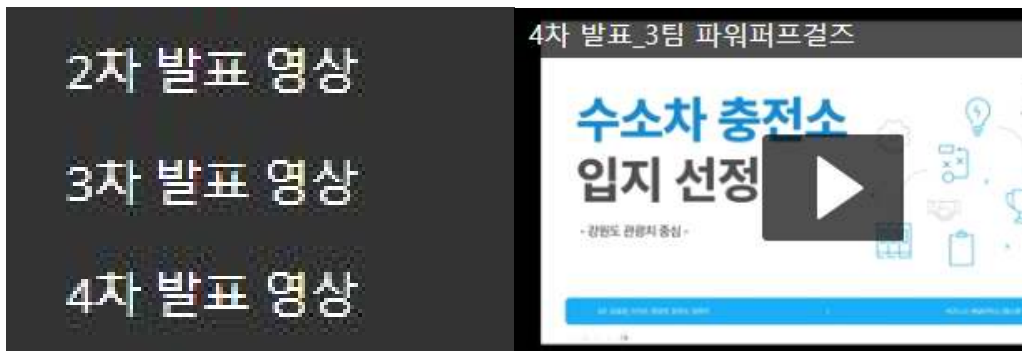 2차 발표 영상
3차 발표 영상
4차 발표 영상
4차 발표_3팀 파워퍼프걸즈
수소차 충전소
입지 선정
- 강원도 관광지 중심 -